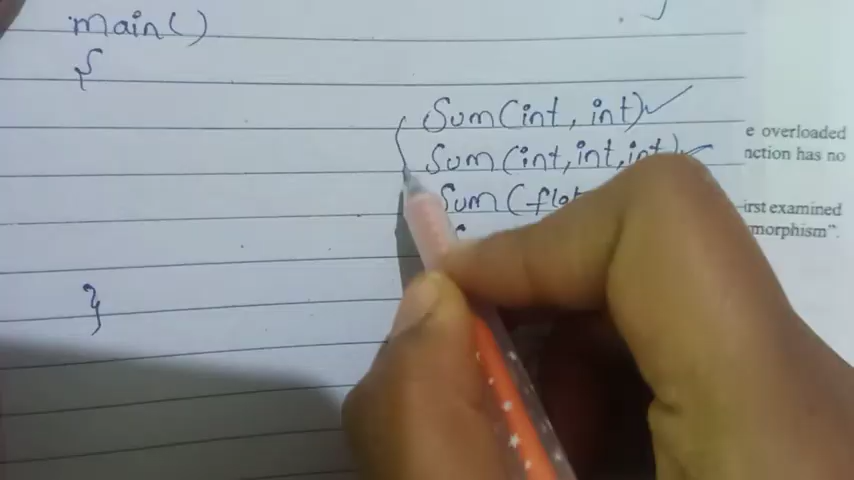 main()
{
Sum(int, int) ✓
Sum(int, int, int) ✓
Sum(
}
e overloaded
nction has no
irst examined
morphism".